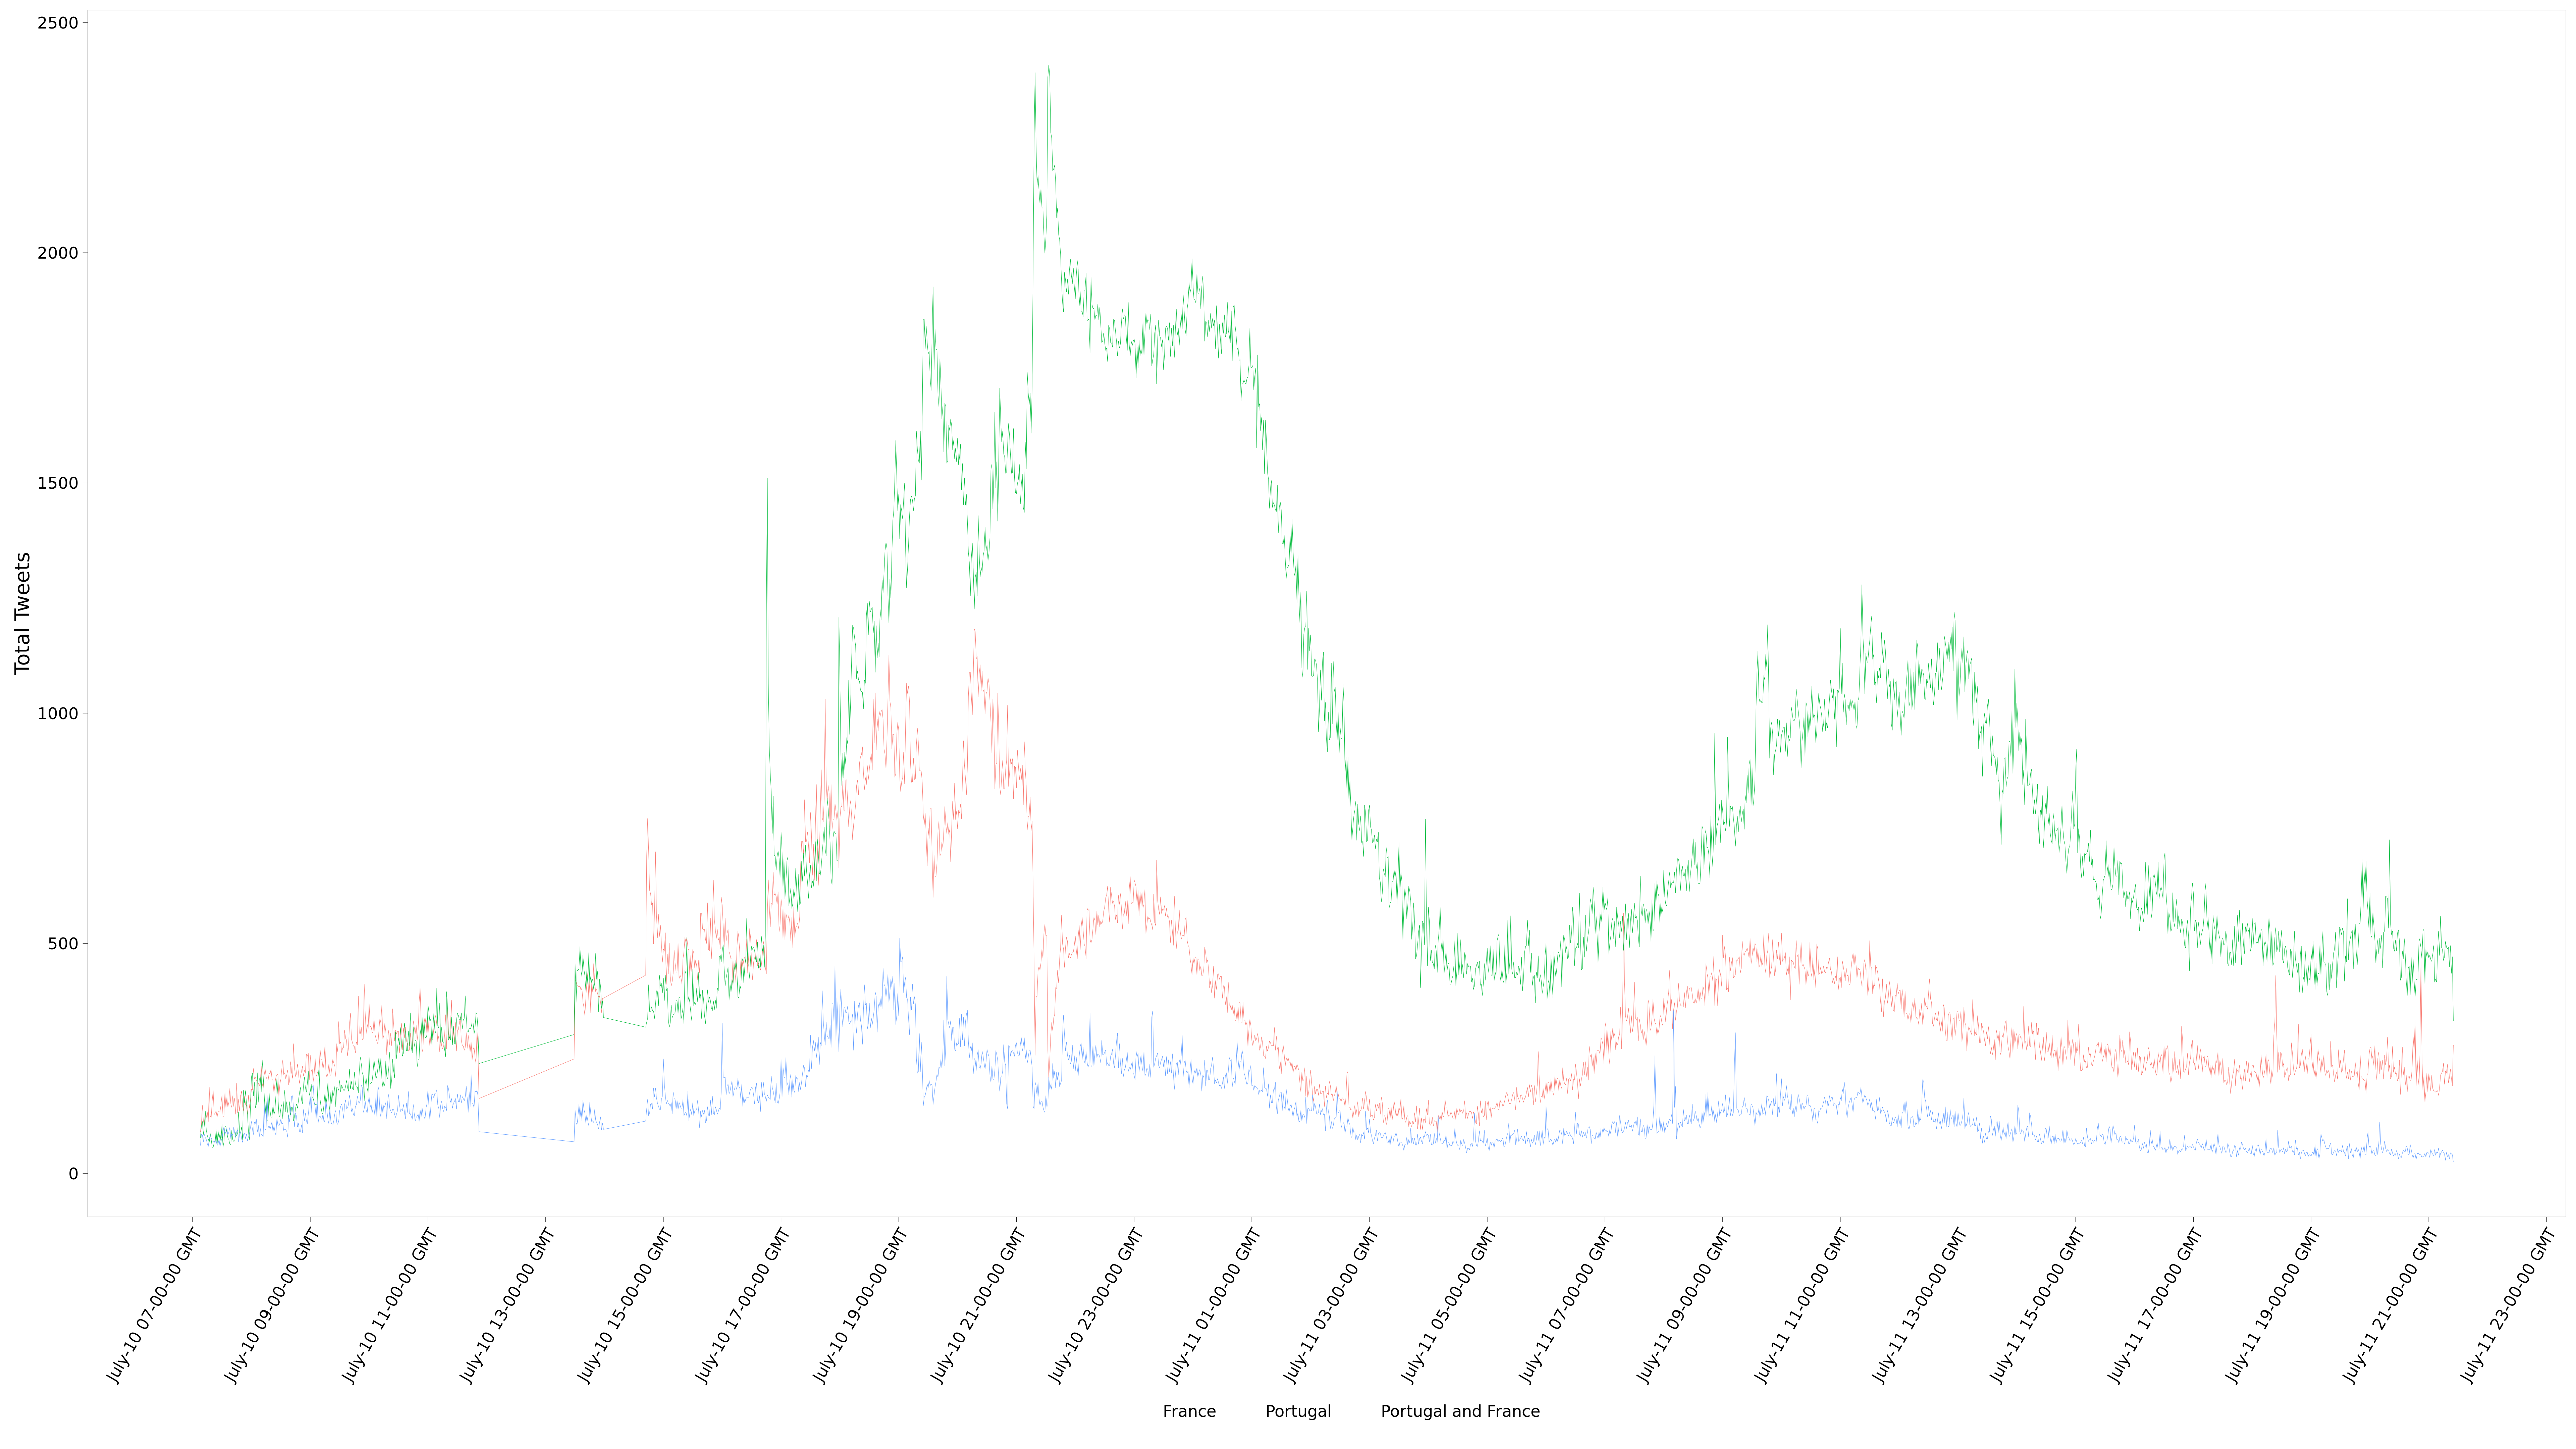 2500
2000
1500
1000
500
0
Total Tweets
July-10 07-00-00 GMT
July-10 09-00-00 GMT
July-10 11-00-00 GMT
July-10 13-00-00 GMT
July-10 15-00-00 GMT
July-10 17-00-00 GMT
July-10 19-00-00 GMT
July-10 21-00-00 GMT
July-10 23-00-00 GMT
July-11 01-00-00 GMT
July-11 03-00-00 GMT
July-11 05-00-00 GMT
July-11 07-00-00 GMT
July-11 09-00-00 GMT
July-11 11-00-00 GMT
July-11 13-00-00 GMT
July-11 15-00-00 GMT
July-11 17-00-00 GMT
July-11 19-00-00 GMT
July-11 21-00-00 GMT
July-11 23-00-00 GMT
France Portugal Portugal and France